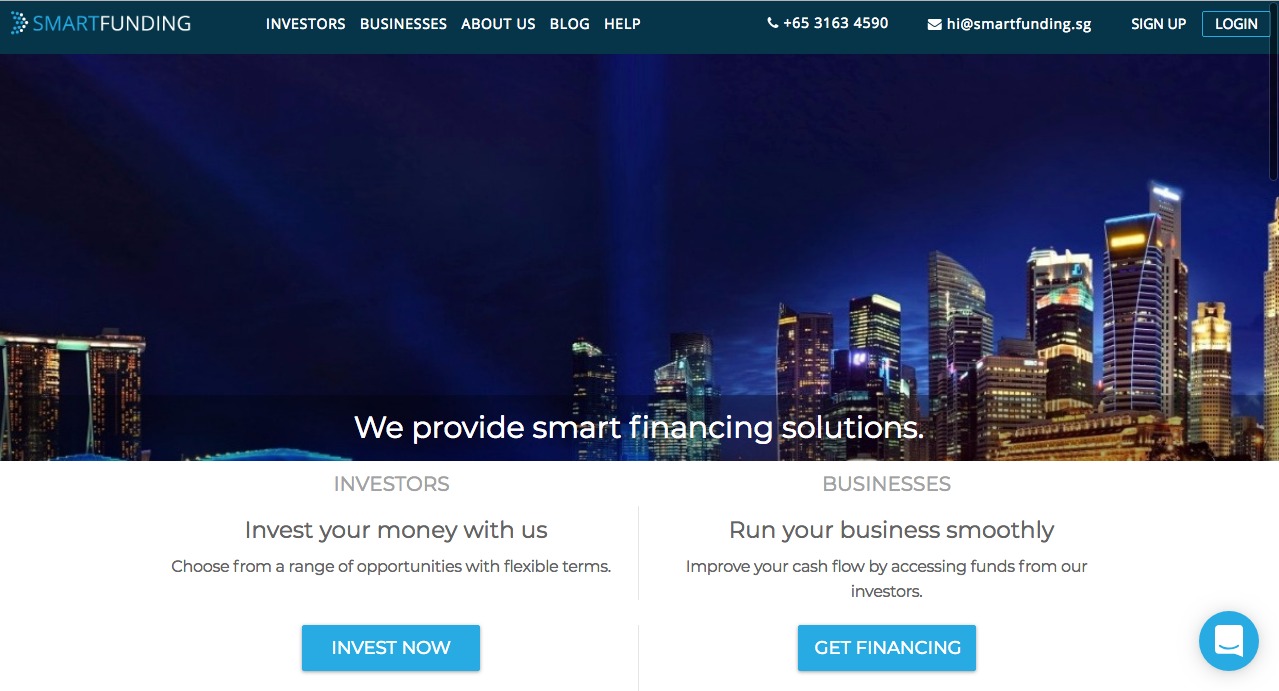 SMARTFUNDING INVESTORS BUSINESSES ABOUT US BLOG HELP +65 3163 4590 hi@smartfunding.sg SIGN UP LOGIN
We provide smart financing solutions.
INVESTORS
Invest your money with us
Choose from a range of opportunities with flexible terms.
INVEST NOW
BUSINESSES
Run your business smoothly
Improve your cash flow by accessing funds from our
investors.
GET FINANCING